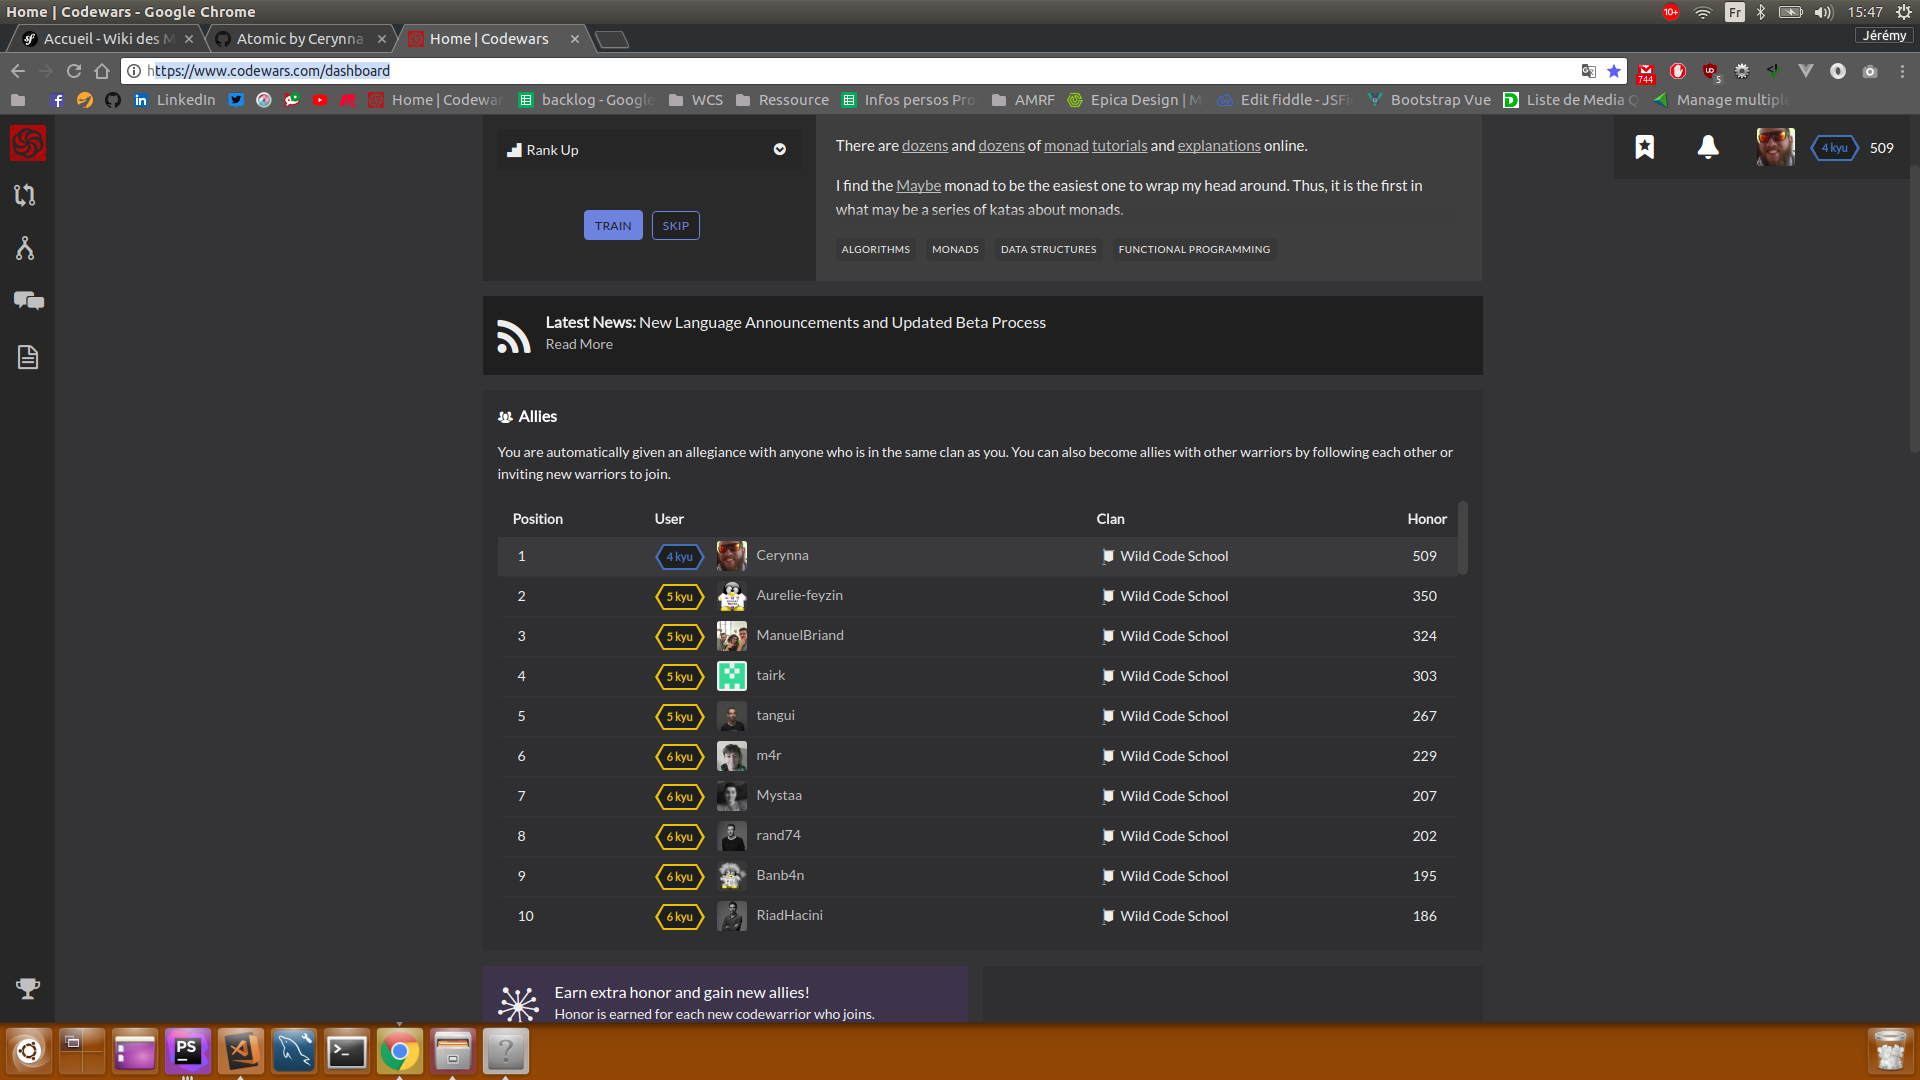 Home | Codewars - Google Chrome
10+
Fr
15:47
Accueil - Wiki des M
Atomic by Cerynna
Home | Codewars
Jérémy
https://www.codewars.com/dashboard
744
5
LinkedIn
Home | Codewar
backlog - Google
WCS
Ressource
Infos persos Pro
AMRF
Epica Design | M
Edit fiddle - JSFi
Bootstrap Vue
Liste de Media Q
Manage multiple
Rank Up
TRAIN
SKIP
There are dozens and dozens of monad tutorials and explanations online.
I find the Maybe monad to be the easiest one to wrap my head around. Thus, it is the first in
what may be a series of katas about monads.
ALGORITHMS
MONADS
DATA STRUCTURES
FUNCTIONAL PROGRAMMING
4 kyu
509
Latest News: New Language Announcements and Updated Beta Process
Read More
Allies
You are automatically given an allegiance with anyone who is in the same clan as you. You can also become allies with other warriors by following each other or
inviting new warriors to join.
Position User Clan Honor
1 4 kyu Cerynna Wild Code School 509
2 5 kyu Aurelie-feyzin Wild Code School 350
3 5 kyu ManuelBriand Wild Code School 324
4 5 kyu tairk Wild Code School 303
5 5 kyu tangui Wild Code School 267
6 6 kyu m4r Wild Code School 229
7 6 kyu Mystaa Wild Code School 207
8 6 kyu rand74 Wild Code School 202
9 6 kyu Banb4n Wild Code School 195
10 6 kyu RiadHacini Wild Code School 186
Earn extra honor and gain new allies!
Honor is earned for each new codewarrior who joins.
PS